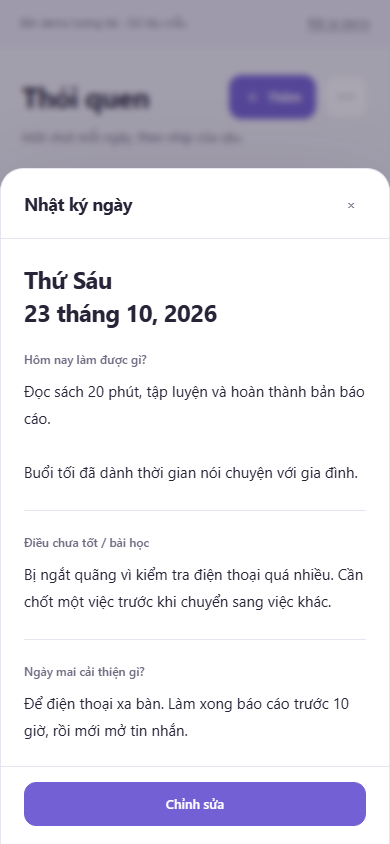 Thói quen
Thêm
Nhật ký ngày
×
Thứ Sáu
23 tháng 10, 2026
Hôm nay làm được gì?
Đọc sách 20 phút, tập luyện và hoàn thành bản báo
cáo.
Buổi tối đã dành thời gian nói chuyện với gia đình.
Điều chưa tốt / bài học
Bị ngắt quãng vì kiểm tra điện thoại quá nhiều. Cần
chốt một việc trước khi chuyển sang việc khác.
Ngày mai cải thiện gì?
Để điện thoại xa bàn. Làm xong báo cáo trước 10
giờ, rồi mới mở tin nhắn.
Chỉnh sửa